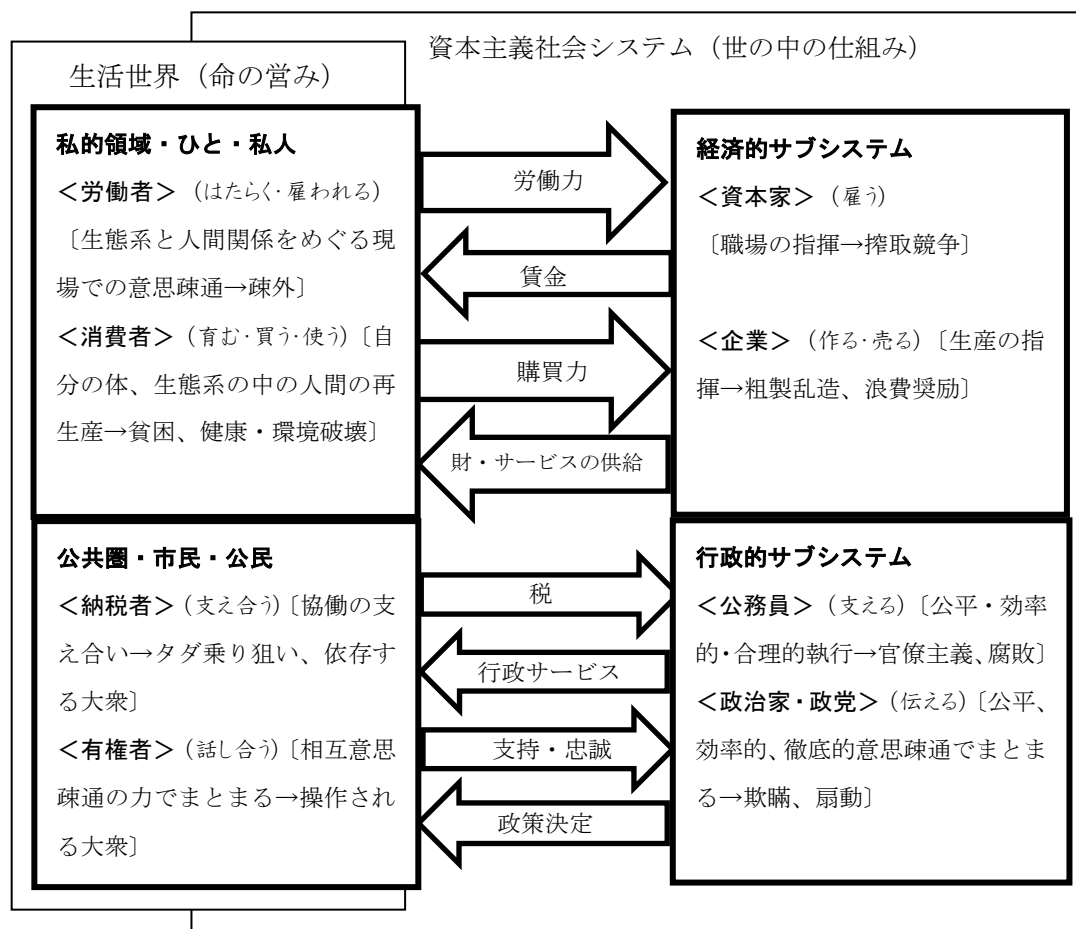 資本主義社会システム（世の中の仕組み）
生活世界（命の営み）
私的領域・ひと・私人
＜労働者＞（はたらく・雇われる）
〔生態系と人間関係をめぐる現
場での意思疎通→疎外〕
＜消費者＞（育む・買う・使う）〔自
分の体、生態系の中の人間の再
生産→貧困、健康・環境破壊〕
労働力
賃金
購買力
財・サービスの供給
経済的サブシステム
＜資本家＞（雇う）
〔職場の指揮→搾取競争〕
＜企業＞（作る・売る）〔生産の指
揮→粗製乱造、浪費奨励〕
公共圏・市民・公民
＜納税者＞（支え合う）〔協働の支
え合い→タダ乗り狙い、依存す
る大衆〕
＜有権者＞（話し合う）〔相互意思
疎通の力でまとまる→操作され
る大衆〕
税
行政サービス
支持・忠誠
政策決定
行政的サブシステム
＜公務員＞（支える）〔公平・効率
的・合理的執行→官僚主義、腐敗〕
＜政治家・政党＞（伝える）〔公平、
効率的、徹底的意思疎通でまとま
る→欺瞞、扇動〕